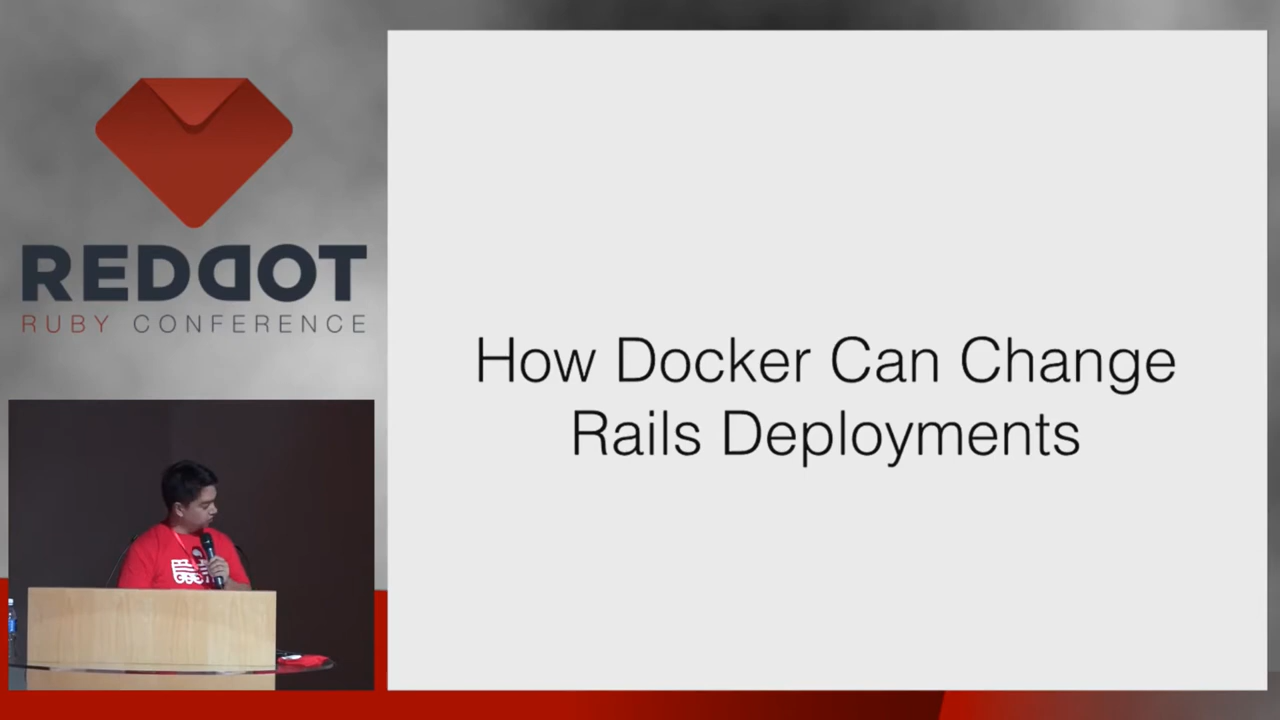 REDDOT
RUBY CONFERENCE
How Docker Can Change
Rails Deployments